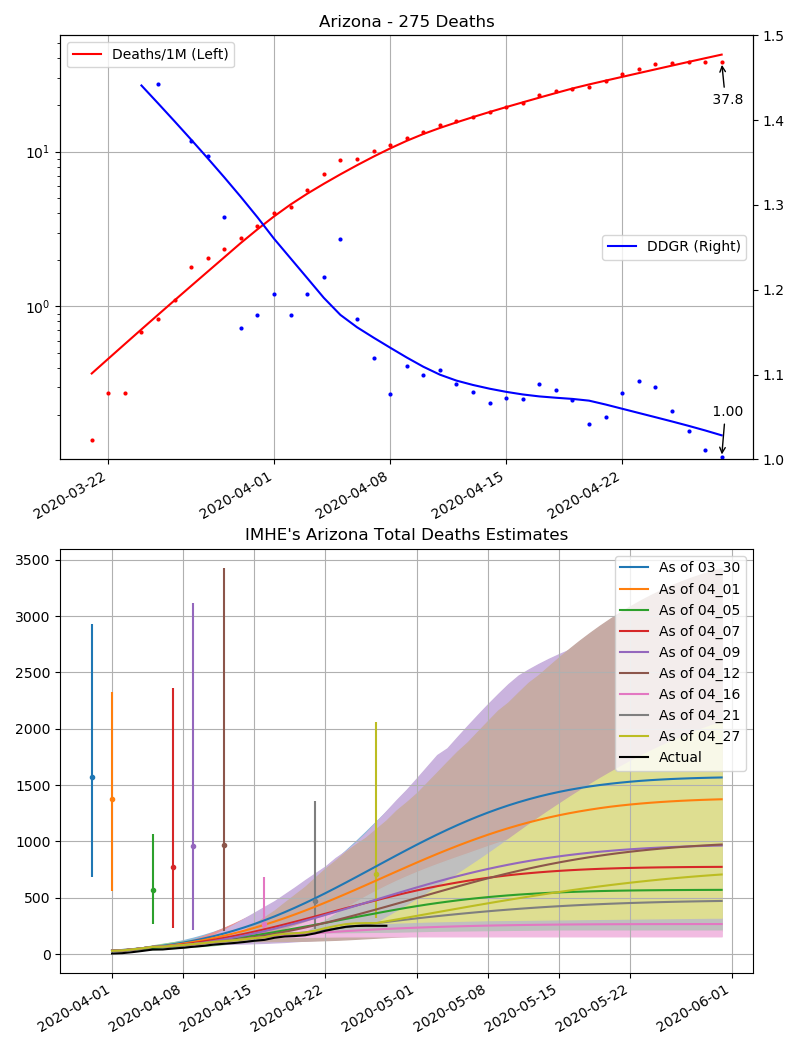 Arizona - 275 Deaths
Deaths/1M (Left)
DDGR (Right)
37.8
1.00
10¹
10⁰
1.5
1.4
1.3
1.2
1.1
1.0
2020-03-22
2020-04-01
2020-04-08
2020-04-15
2020-04-22
IMHE's Arizona Total Deaths Estimates
3500
3000
2500
2000
1500
1000
500
0
As of 03_30
As of 04_01
As of 04_05
As of 04_07
As of 04_09
As of 04_12
As of 04_16
As of 04_21
As of 04_27
Actual
2020-04-01
2020-04-08
2020-04-15
2020-04-22
2020-05-01
2020-05-08
2020-05-15
2020-05-22
2020-06-01